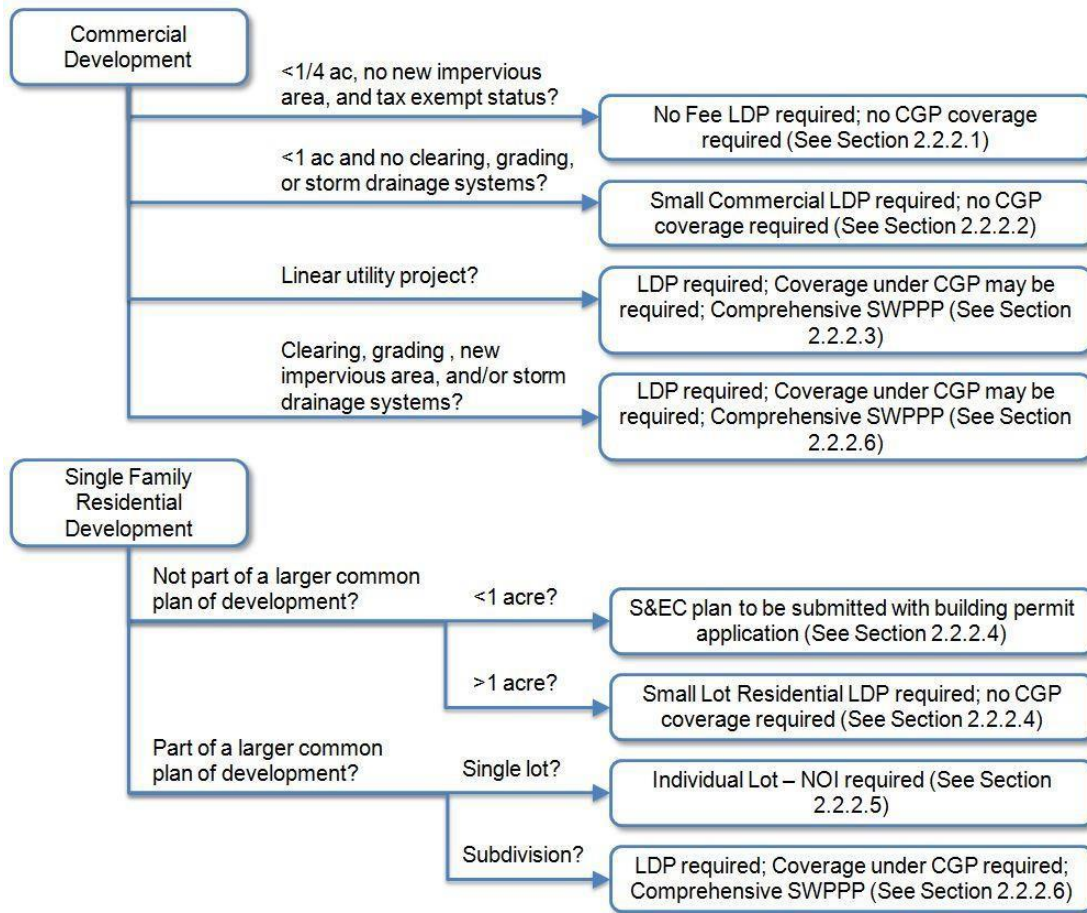 Commercial
Development
<1/4 ac, no new impervious
area, and tax exempt status?
No Fee LDP required; no CGP coverage
required (See Section 2.2.2.1)
<1 ac and no clearing, grading,
or storm drainage systems?
Small Commercial LDP required; no CGP
coverage required (See Section 2.2.2.2)
Linear utility project?
LDP required; Coverage under CGP may be
required; Comprehensive SWPPP (See Section
2.2.2.3)
Clearing, grading , new
impervious area, and/or storm
drainage systems?
LDP required; Coverage under CGP may be
required; Comprehensive SWPPP (See Section
2.2.2.6)
Single Family
Residential
Development
Not part of a larger common
plan of development?
<1 acre?
S&EC plan to be submitted with building permit
application (See Section 2.2.2.4)
>1 acre?
Small Lot Residential LDP required; no CGP
coverage required (See Section 2.2.2.4)
Part of a larger common
plan of development?
Single lot?
Individual Lot – NOI required (See Section
2.2.2.5)
Subdivision?
LDP required; Coverage under CGP required;
Comprehensive SWPPP (See Section 2.2.2.6)